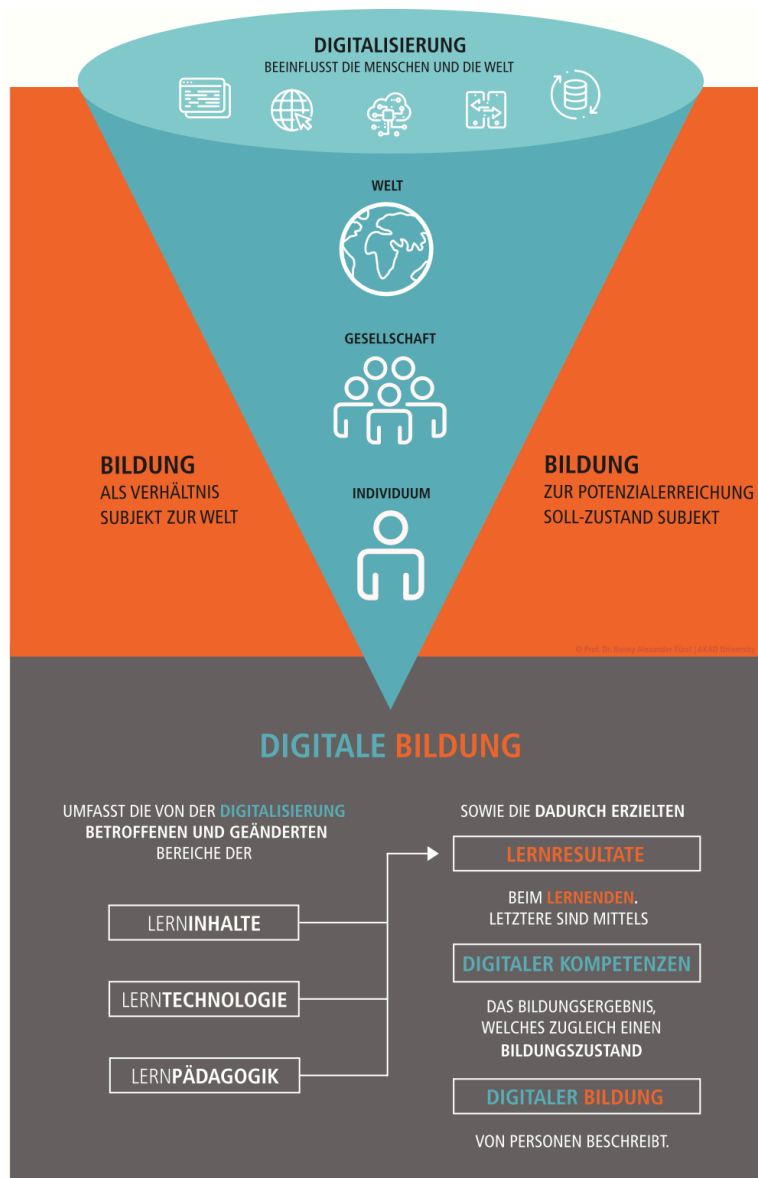 DIGITALISIERUNG
BEEINFLUSST DIE MENSCHEN UND DIE WELT
WELT
GESELLSCHAFT
INDIVIDUUM
BILDUNG
ALS VERHÄLTNIS
SUBJEKT ZUR WELT
BILDUNG
ZUR POTENZIALERREICHUNG
SOLL-ZUSTAND SUBJEKT
DIGITALE BILDUNG
UMFASST DIE VON DER DIGITALISIERUNG
BETROFFENEN UND GEÄNDERTEN
BEREICHE DER
LERNINHALTE
LERNTECHNOLOGIE
LERNPÄDAGOGIK
SOWIE DIE DADURCH ERZIELTEN
LERNRESULTATE
BEIM LERNENDEN.
LETZTERE SIND MITTELS
DIGITALER KOMPETENZEN
DAS BILDUNGSERGEBNIS,
WELCHES ZUGLEICH EINEN
BILDUNGSZUSTAND
DIGITALER BILDUNG
VON PERSONEN BESCHREIBT.